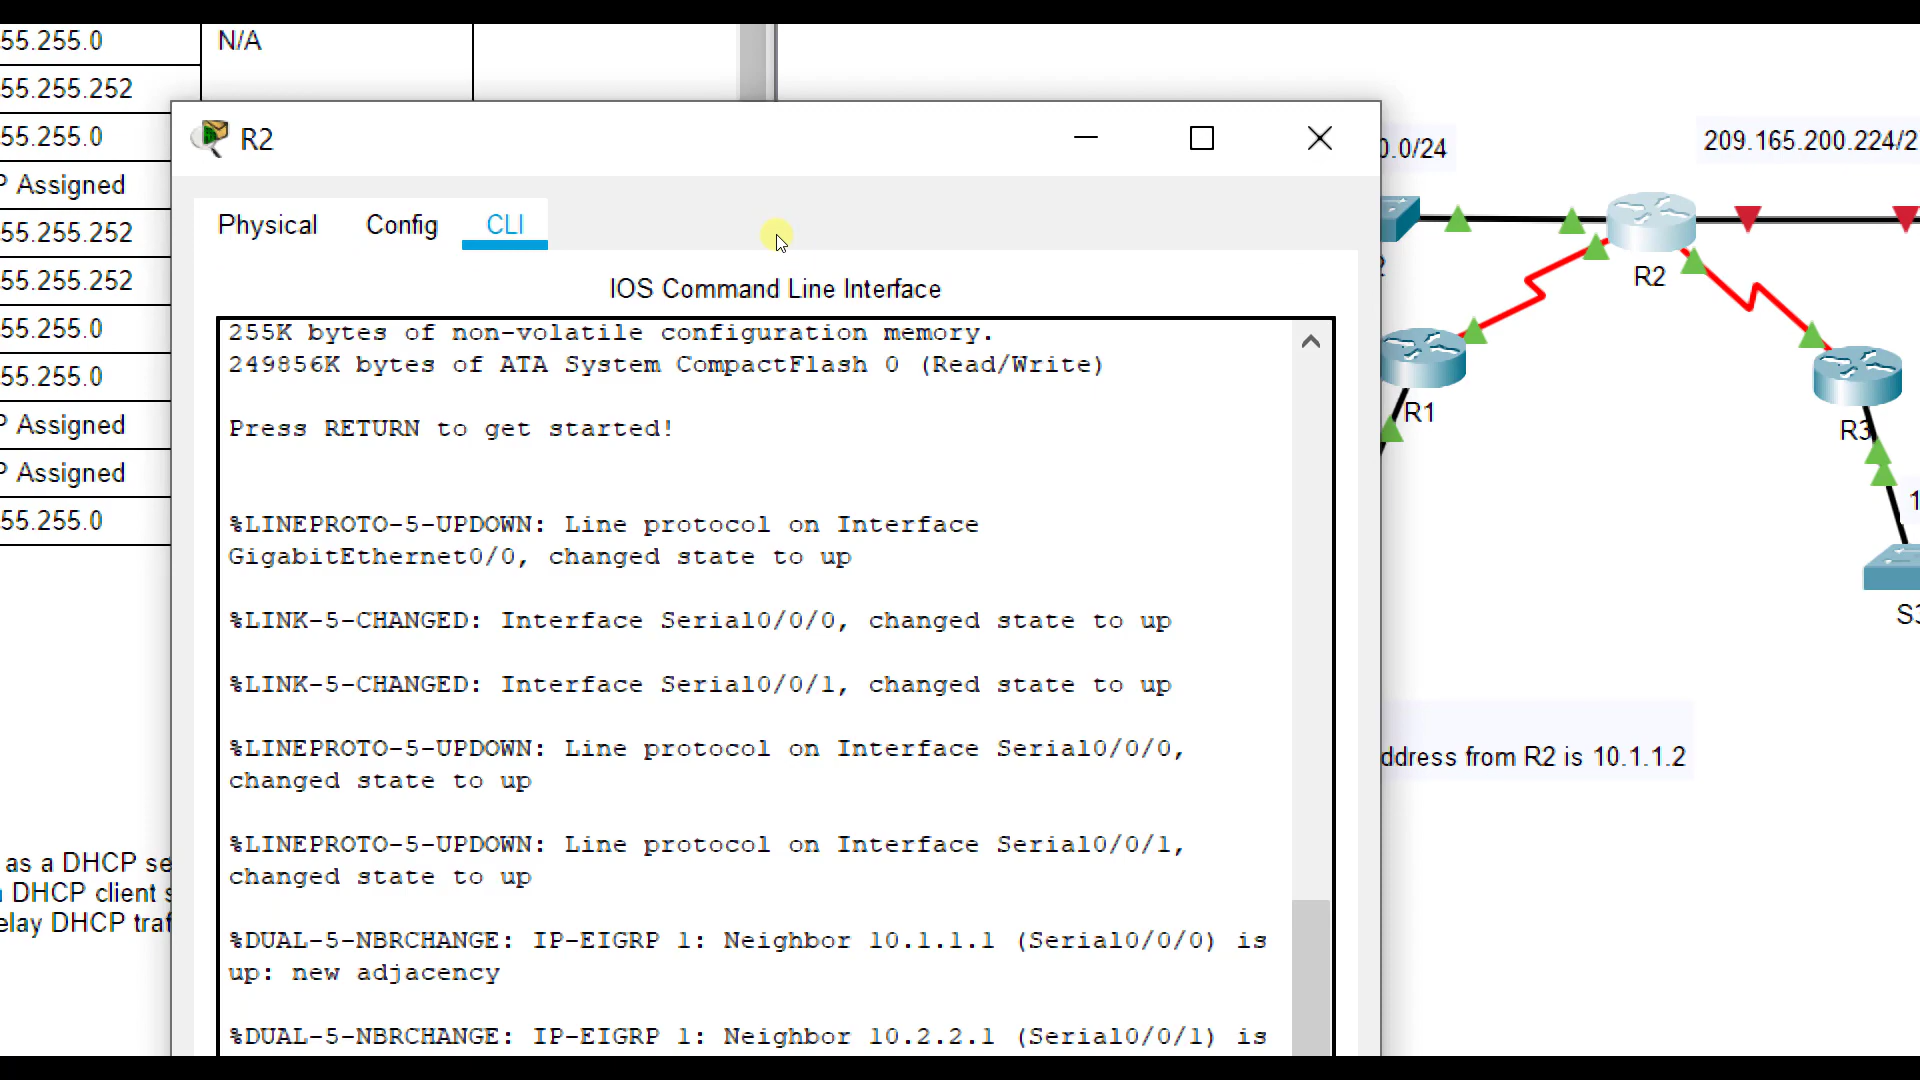 55.255.0
N/A
55.255.252
55.255.0
P Assigned
55.255.252
55.255.252
55.255.0
55.255.0
P Assigned
P Assigned
55.255.0
as a DHCP se
DHCP client s
elay DHCP traf
R2
Physical
Config
CLI
IOS Command Line Interface
255K bytes of non-volatile configuration memory.
249856K bytes of ATA System CompactFlash 0 (Read/Write)
Press RETURN to get started!
%LINEPROTO-5-UPDOWN: Line protocol on Interface
GigabitEthernet0/0, changed state to up
%LINK-5-CHANGED: Interface Serial0/0/0, changed state to up
%LINK-5-CHANGED: Interface Serial0/0/1, changed state to up
%LINEPROTO-5-UPDOWN: Line protocol on Interface Serial0/0/0,
changed state to up
%LINEPROTO-5-UPDOWN: Line protocol on Interface Serial0/0/1,
changed state to up
%DUAL-5-NBRCHANGE: IP-EIGRP 1: Neighbor 10.1.1.1 (Serial0/0/0) is
up: new adjacency
%DUAL-5-NBRCHANGE: IP-EIGRP 1: Neighbor 10.2.2.1 (Serial0/0/1) is
0.0/24
209.165.200.224/2
2
R2
R1
R3
1
S3
ddress from R2 is 10.1.1.2